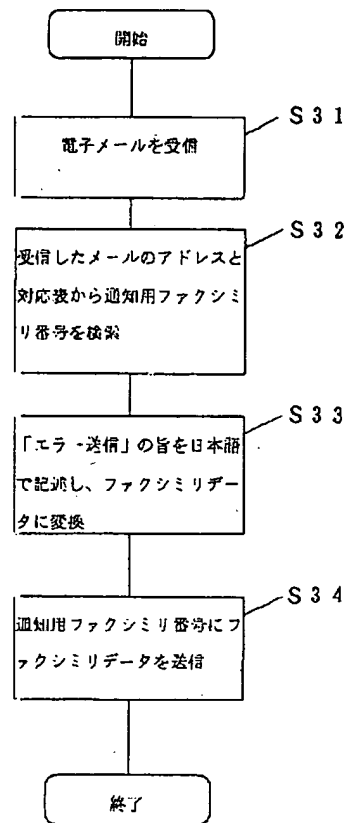 開始
S31
電子メールを受信
S32
受信したメールのアドレスと
対応表から通知用ファクシミ
リ番号を検索
S33
「エラー送信」の旨を日本語
で記述し、ファクシミリデー
タに変換
S34
通知用ファクシミリ番号にフ
ァクシミリデータを送信
終了